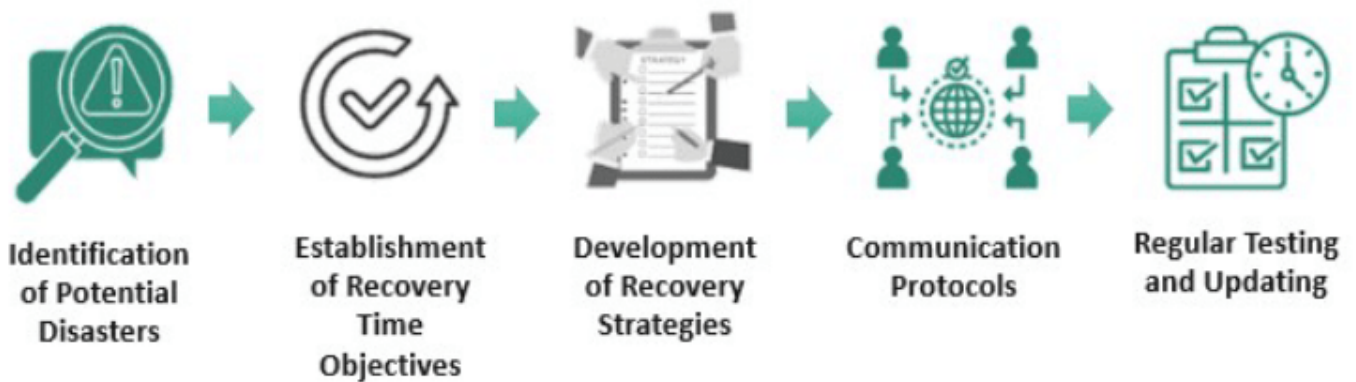 STRATEGY
Identification
of Potential
Disasters
Establishment
of Recovery
Time
Objectives
Development
of Recovery
Strategies
Communication
Protocols
Regular Testing
and Updating